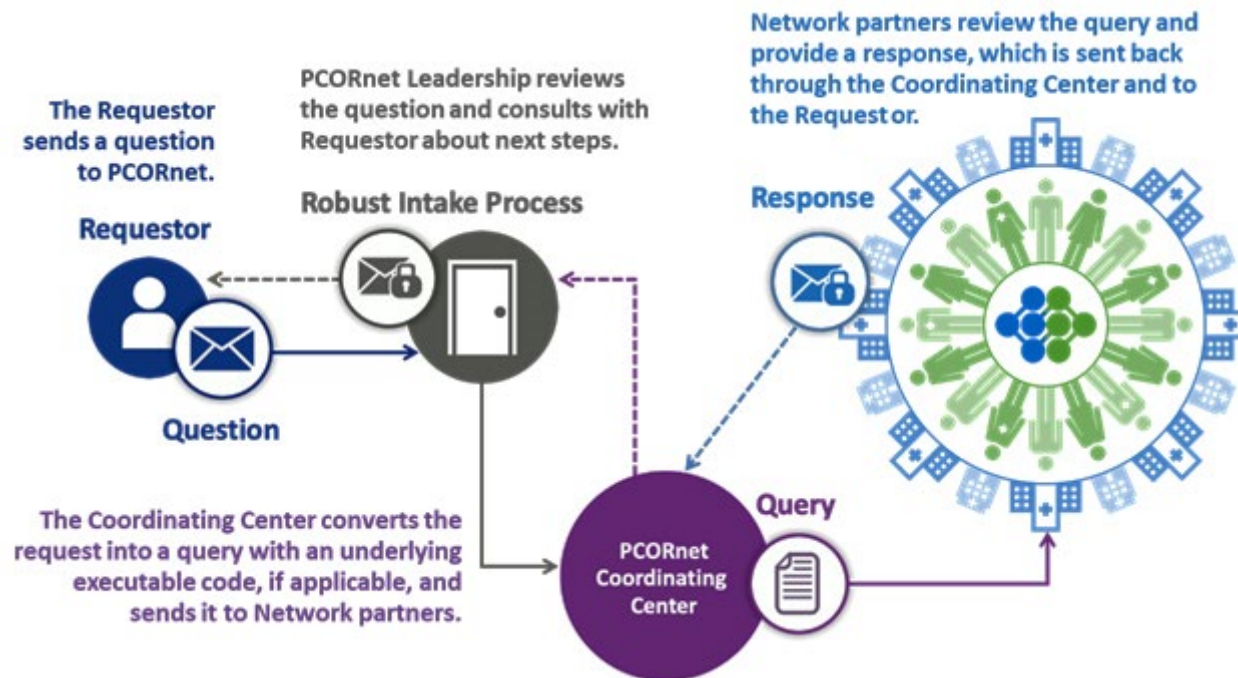 The Requestor
sends a question
to PCORnet.
Requestor
Question
PCORnet Leadership reviews
the question and consults with
Requestor about next steps.
Robust Intake Process
The Coordinating Center converts the
request into a query with an underlying
executable code, if applicable, and
sends it to Network partners.
PCORnet
Coordinating
Center
Query
Network partners review the query and
provide a response, which is sent back
through the Coordinating Center and to
the Requestor.
Response